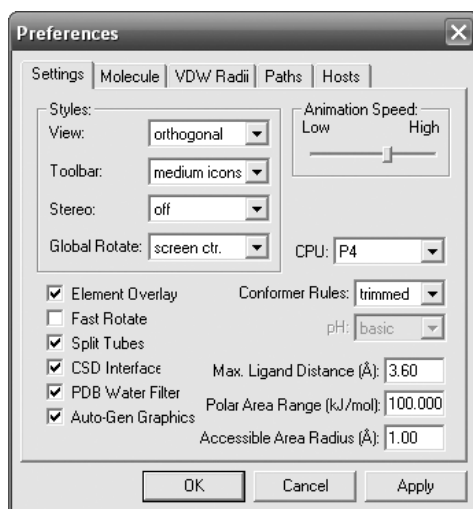 Preferences
Settings Molecule VDW Radii Paths Hosts
Styles:
View: orthogonal
Toolbar: medium icons
Stereo: off
Global Rotate: screen ctr.
Animation Speed:
Low High
CPU: P4
Element Overlay
Fast Rotate
Split Tubes
CSD Interface
PDB Water Filter
Auto-Gen Graphics
Conformer Rules: trimmed
pH: basic
Max. Ligand Distance (Å): 3.60
Polar Area Range (kJ/mol): 100.000
Accessible Area Radius (Å): 1.00
OK Cancel Apply